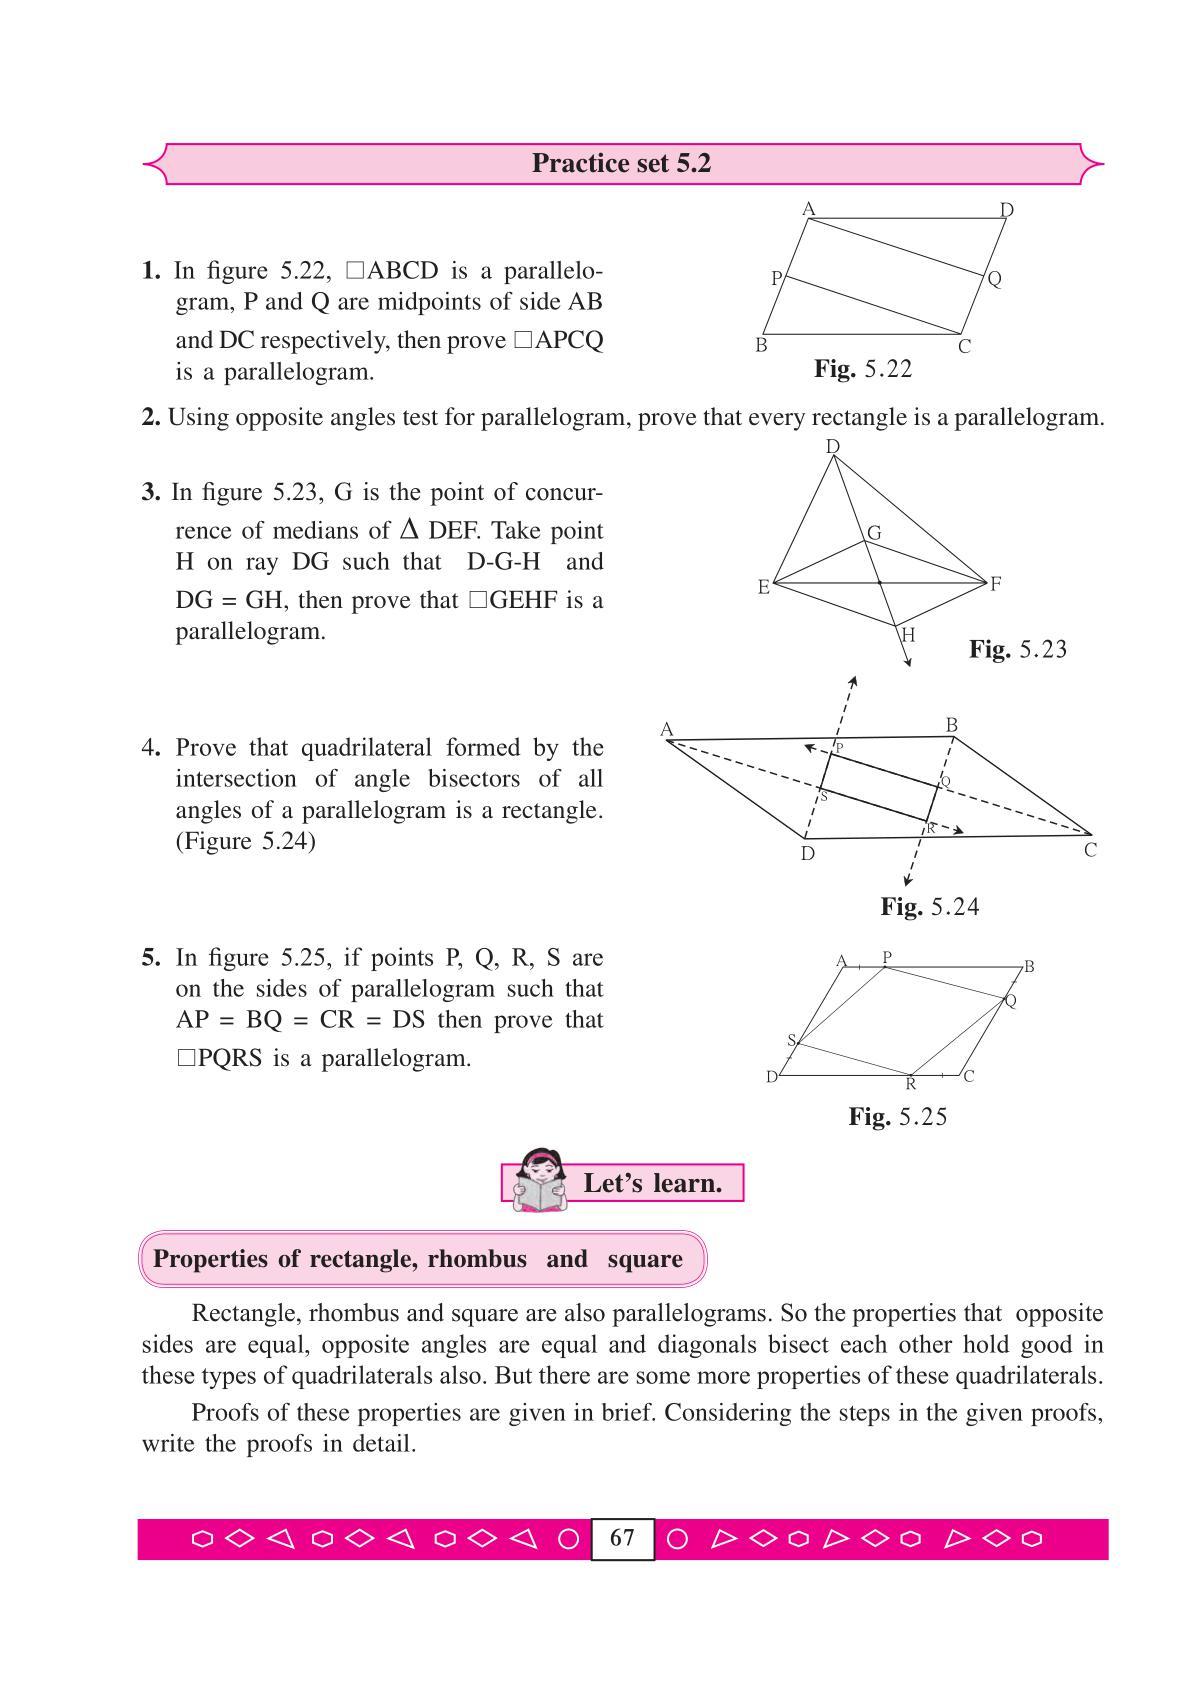 Practice set 5.2
A D
1. In figure 5.22, □ABCD is a parallelo-
gram, P and Q are midpoints of side AB
P Q
and DC respectively, then prove □APCQ
B C
is a parallelogram.
Fig. 5.22
2. Using opposite angles test for parallelogram, prove that every rectangle is a parallelogram.
D
3. In figure 5.23, G is the point of concur-
rence of medians of Δ DEF. Take point
G
H on ray DG such that D-G-H and
E F
DG = GH, then prove that □GEHF is a
parallelogram.
H
Fig. 5.23
A B
4. Prove that quadrilateral formed by the
P
intersection of angle bisectors of all
Q
S
angles of a parallelogram is a rectangle.
R
(Figure 5.24)
D C
Fig. 5.24
5. In figure 5.25, if points P, Q, R, S are
A P B
on the sides of parallelogram such that
Q
AP = BQ = CR = DS then prove that
S
□PQRS is a parallelogram.
D R C
Fig. 5.25
Let’s learn.
Properties of rectangle, rhombus and square
Rectangle, rhombus and square are also parallelograms. So the properties that opposite
sides are equal, opposite angles are equal and diagonals bisect each other hold good in
these types of quadrilaterals also. But there are some more properties of these quadrilaterals.
Proofs of these properties are given in brief. Considering the steps in the given proofs,
write the proofs in detail.
67